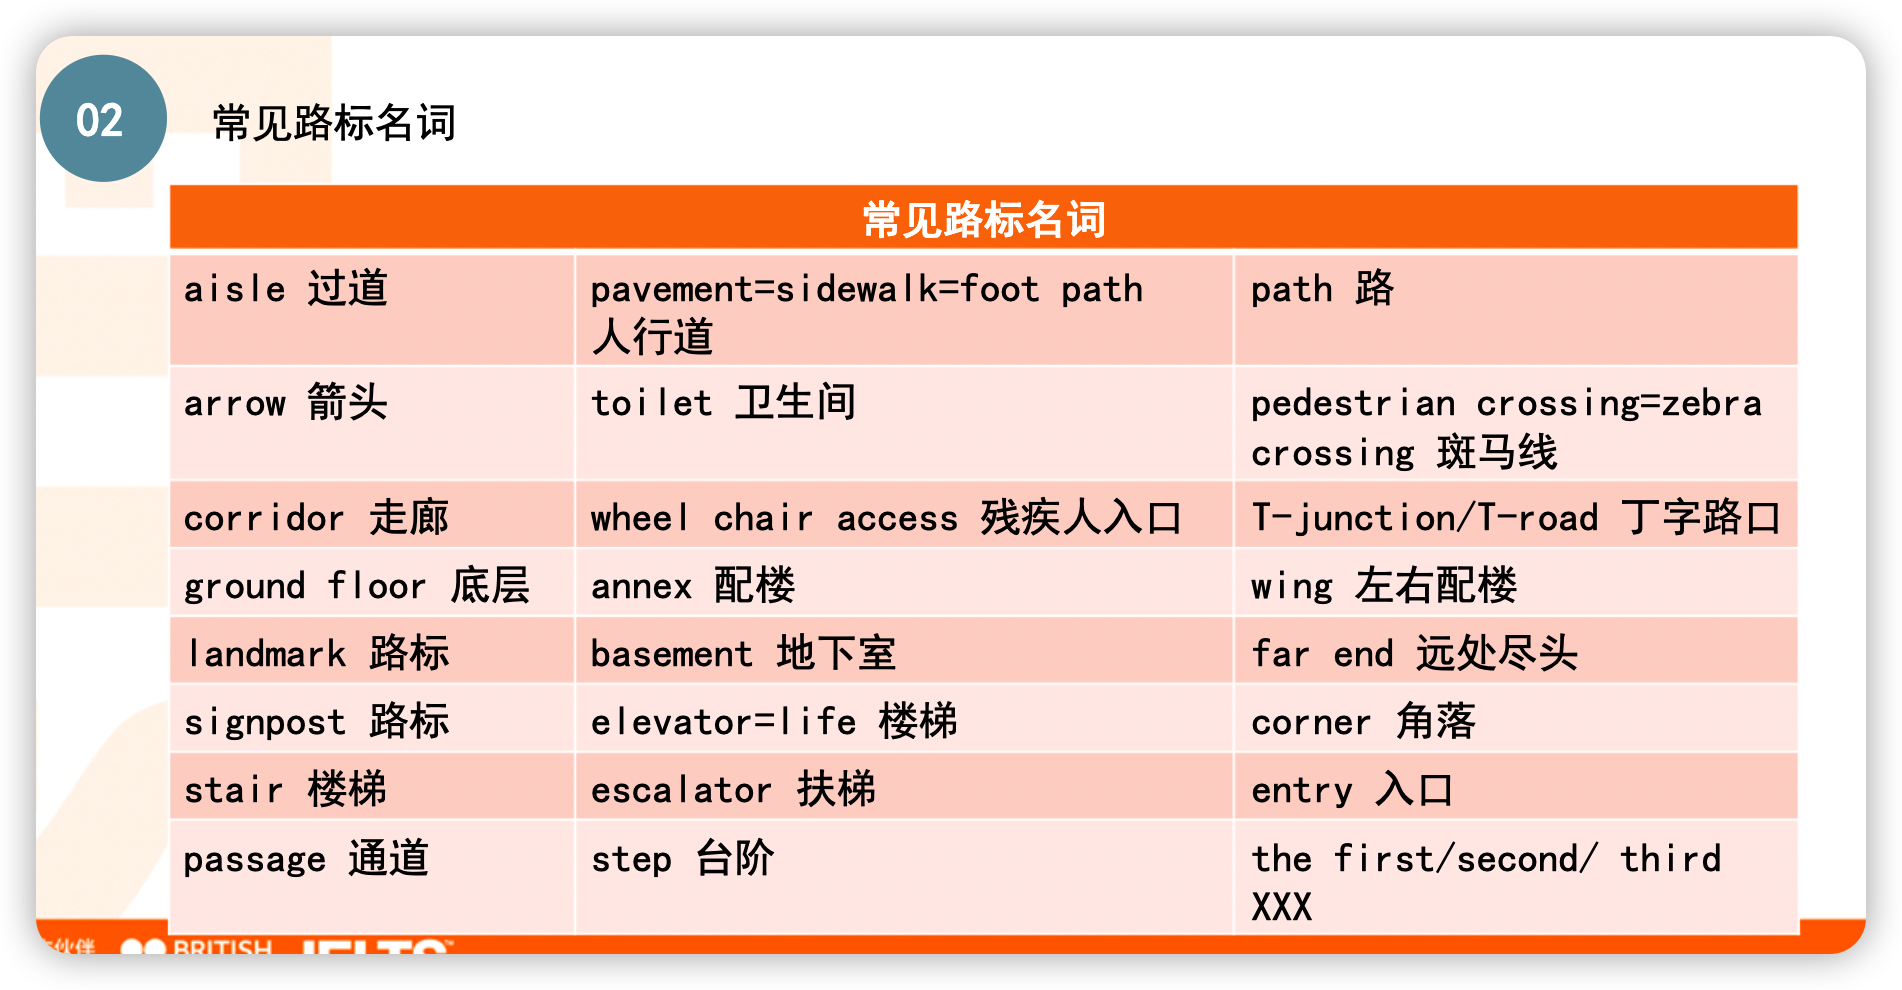 02
常见路标名词
常见路标名词
aisle 过道
pavement=sidewalk=foot path
人行道
path 路
arrow 箭头
toilet 卫生间
pedestrian crossing=zebra
crossing 斑马线
corridor 走廊
wheel chair access 残疾人入口
T-junction/T-road 丁字路口
ground floor 底层
annex 配楼
wing 左右配楼
landmark 路标
basement 地下室
far end 远处尽头
signpost 路标
elevator=life 楼梯
corner 角落
stair 楼梯
escalator 扶梯
entry 入口
passage 通道
step 台阶
the first/second/ third
XXX
伙伴
BRITISH
IELTS™